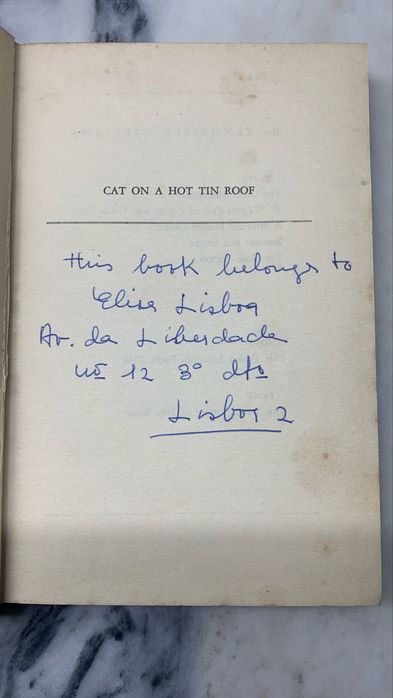 CAT ON A HOT TIN ROOF
this book belongs to
Elisa Lisboa
Av. da Liberdade
nº 12 3º dto
Lisboa 2